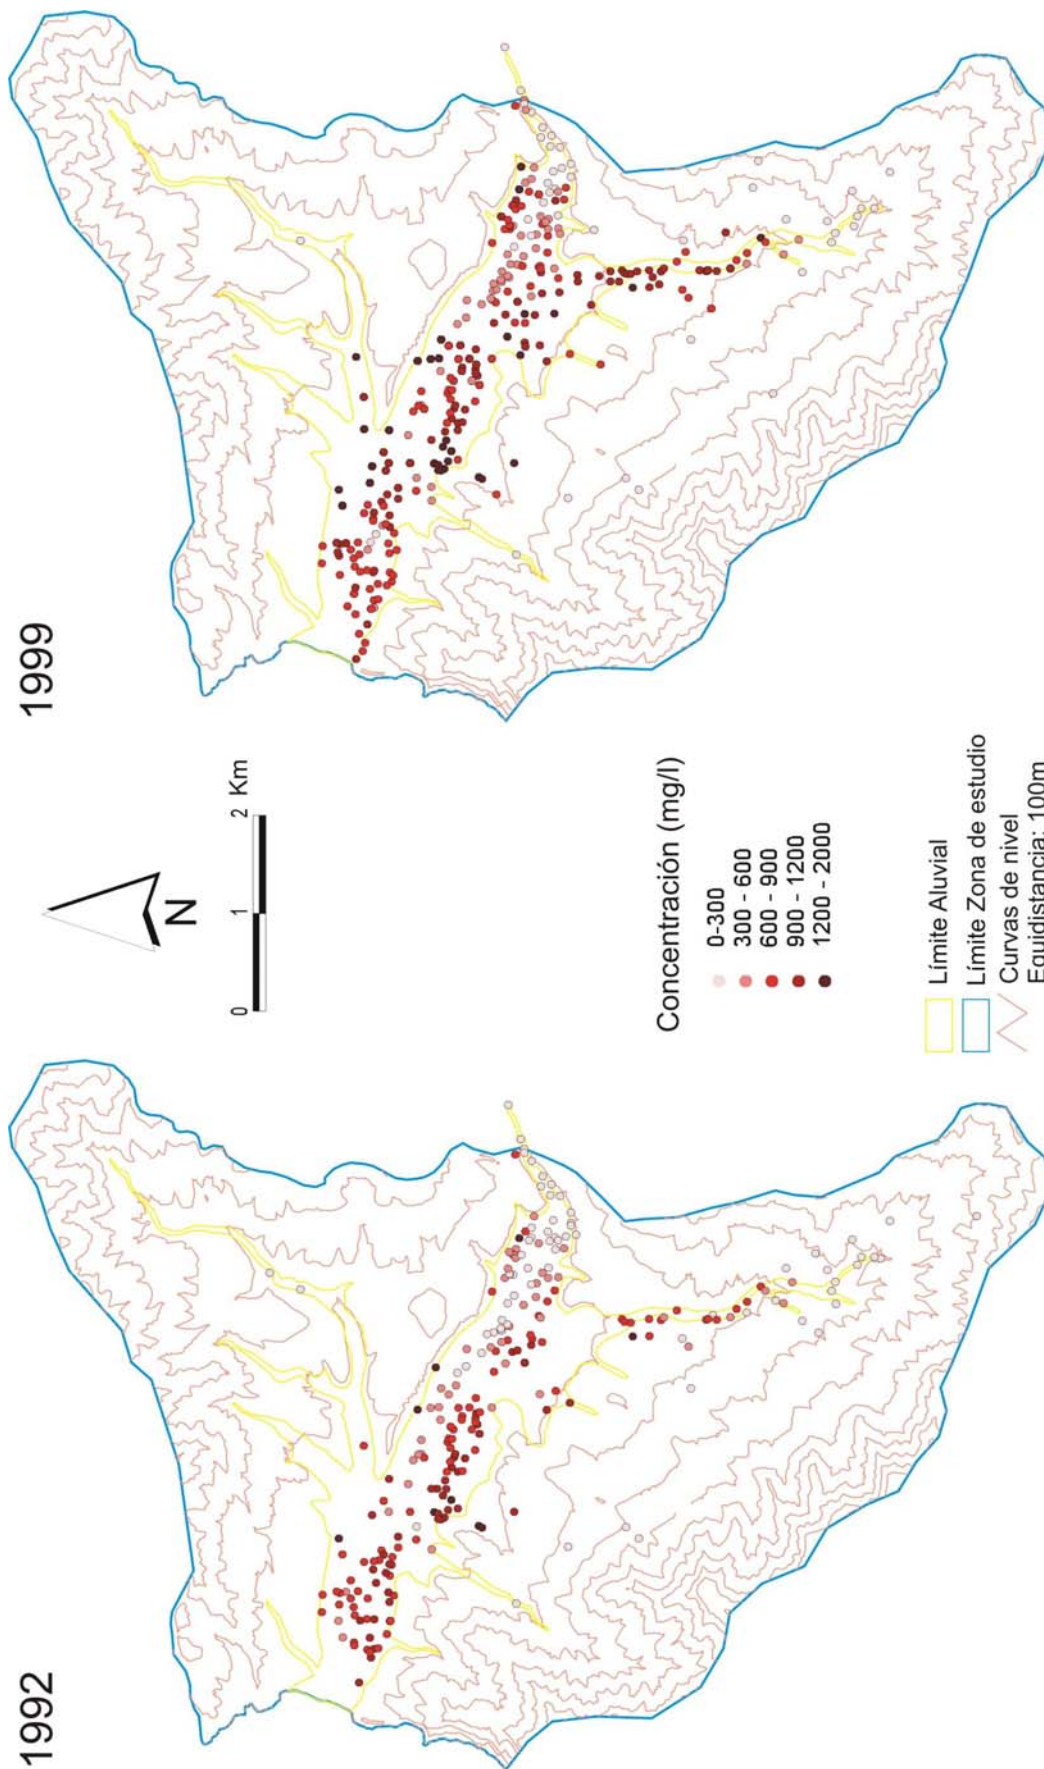 1992
1999
N
0 1 2 Km
Concentración (mg/l)
0-300
300 - 600
600 - 900
900 - 1200
1200 - 2000
Límite Aluvial
Límite Zona de estudio
Curvas de nivel
Equidistancia: 100m